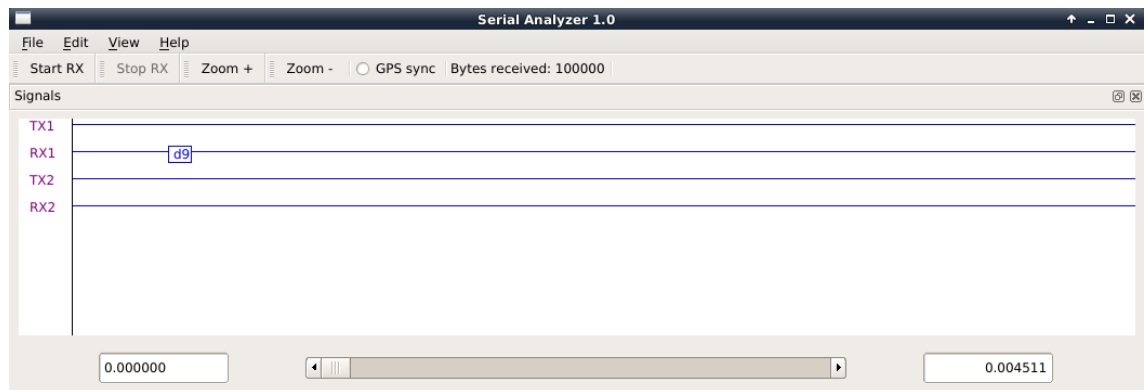 Serial Analyzer 1.0
File Edit View Help
Start RX Stop RX Zoom + Zoom - GPS sync Bytes received: 100000
Signals
TX1
RX1 d9
TX2
RX2
0.000000 0.004511